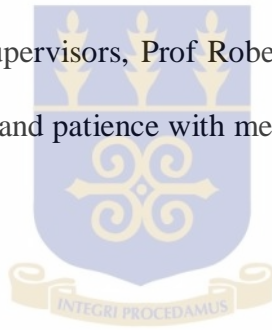 upervisors, Prof Robe
and patience with me
INTEGRI PROCEDAMUS